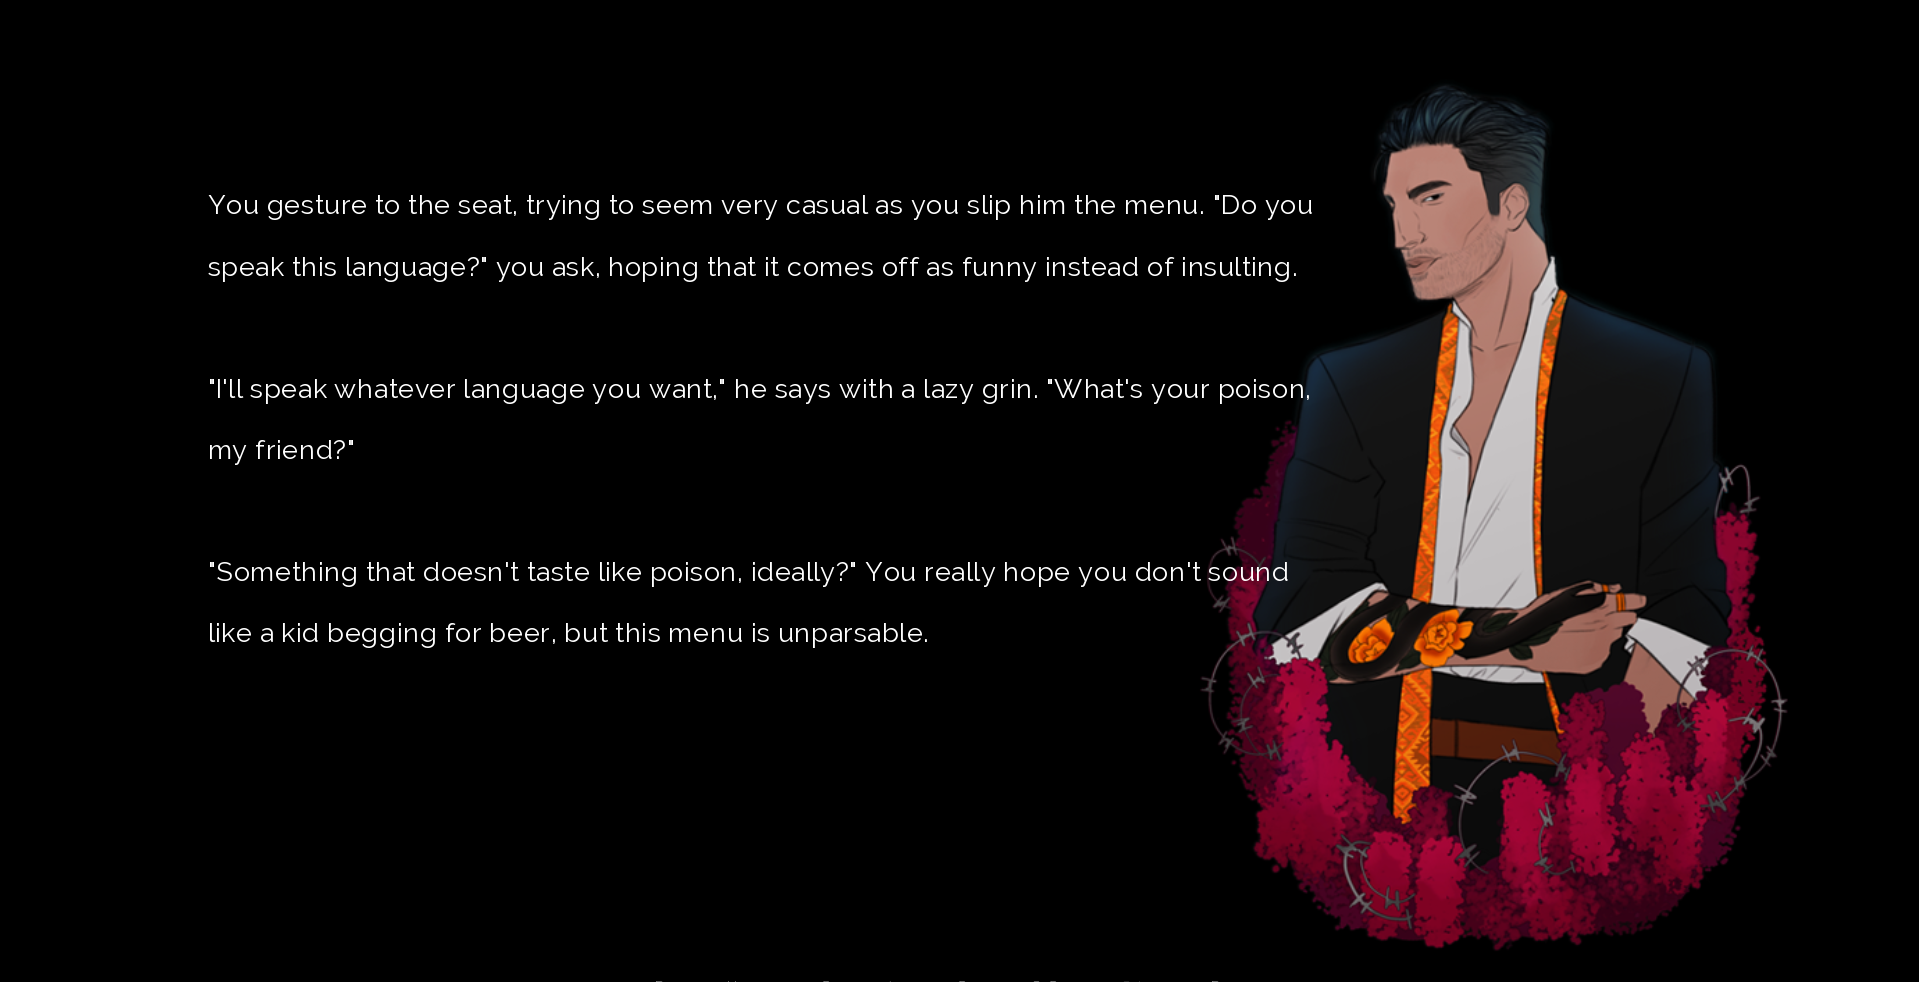 You gesture to the seat, trying to seem very casual as you slip him the menu. "Do you
speak this language?" you ask, hoping that it comes off as funny instead of insulting.
"I'll speak whatever language you want," he says with a lazy grin. "What's your poison,
my friend?"
"Something that doesn't taste like poison, ideally?" You really hope you don't sound
like a kid begging for beer, but this menu is unparsable.